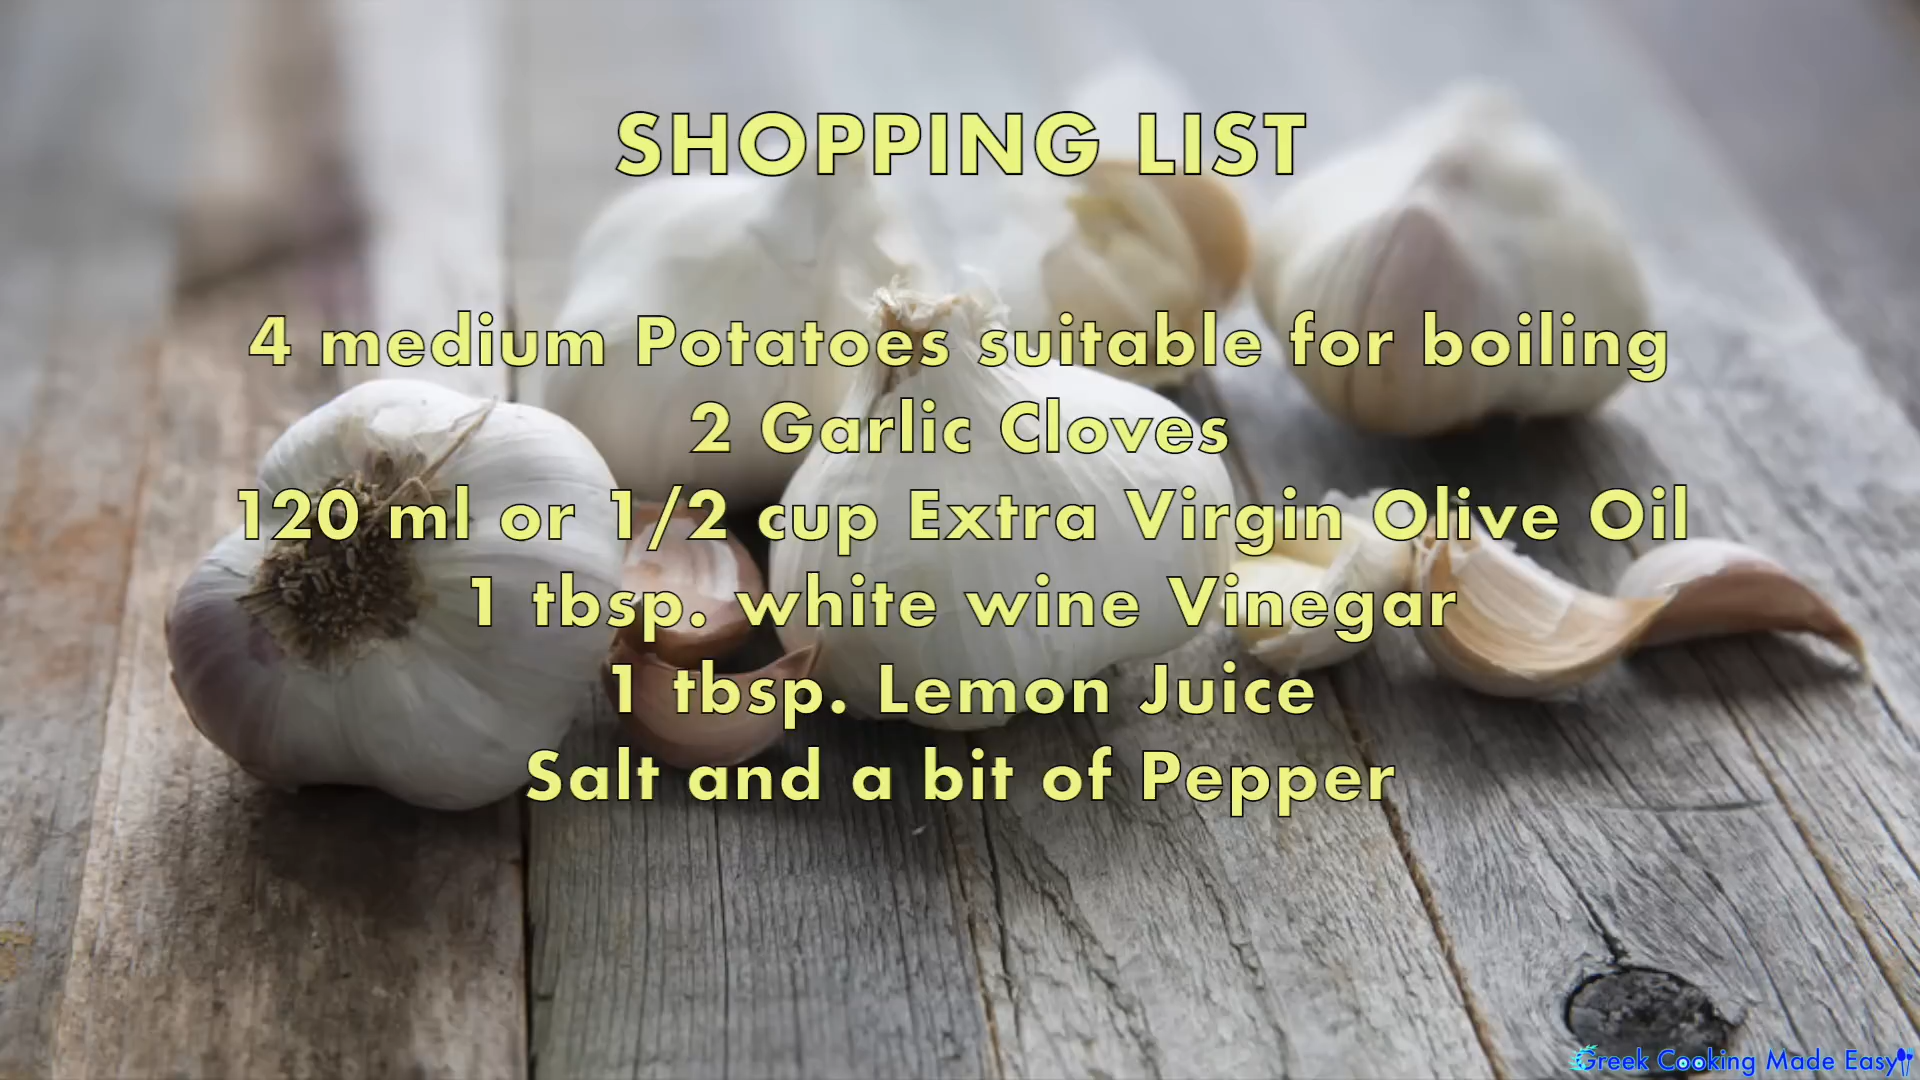 SHOPPING LIST
4 medium Potatoes suitable for boiling
2 Garlic Cloves
120 ml or 1/2 cup Extra Virgin Olive Oil
1 tbsp. white wine Vinegar
1 tbsp. Lemon Juice
Salt and a bit of Pepper
Greek Cooking Made Easy